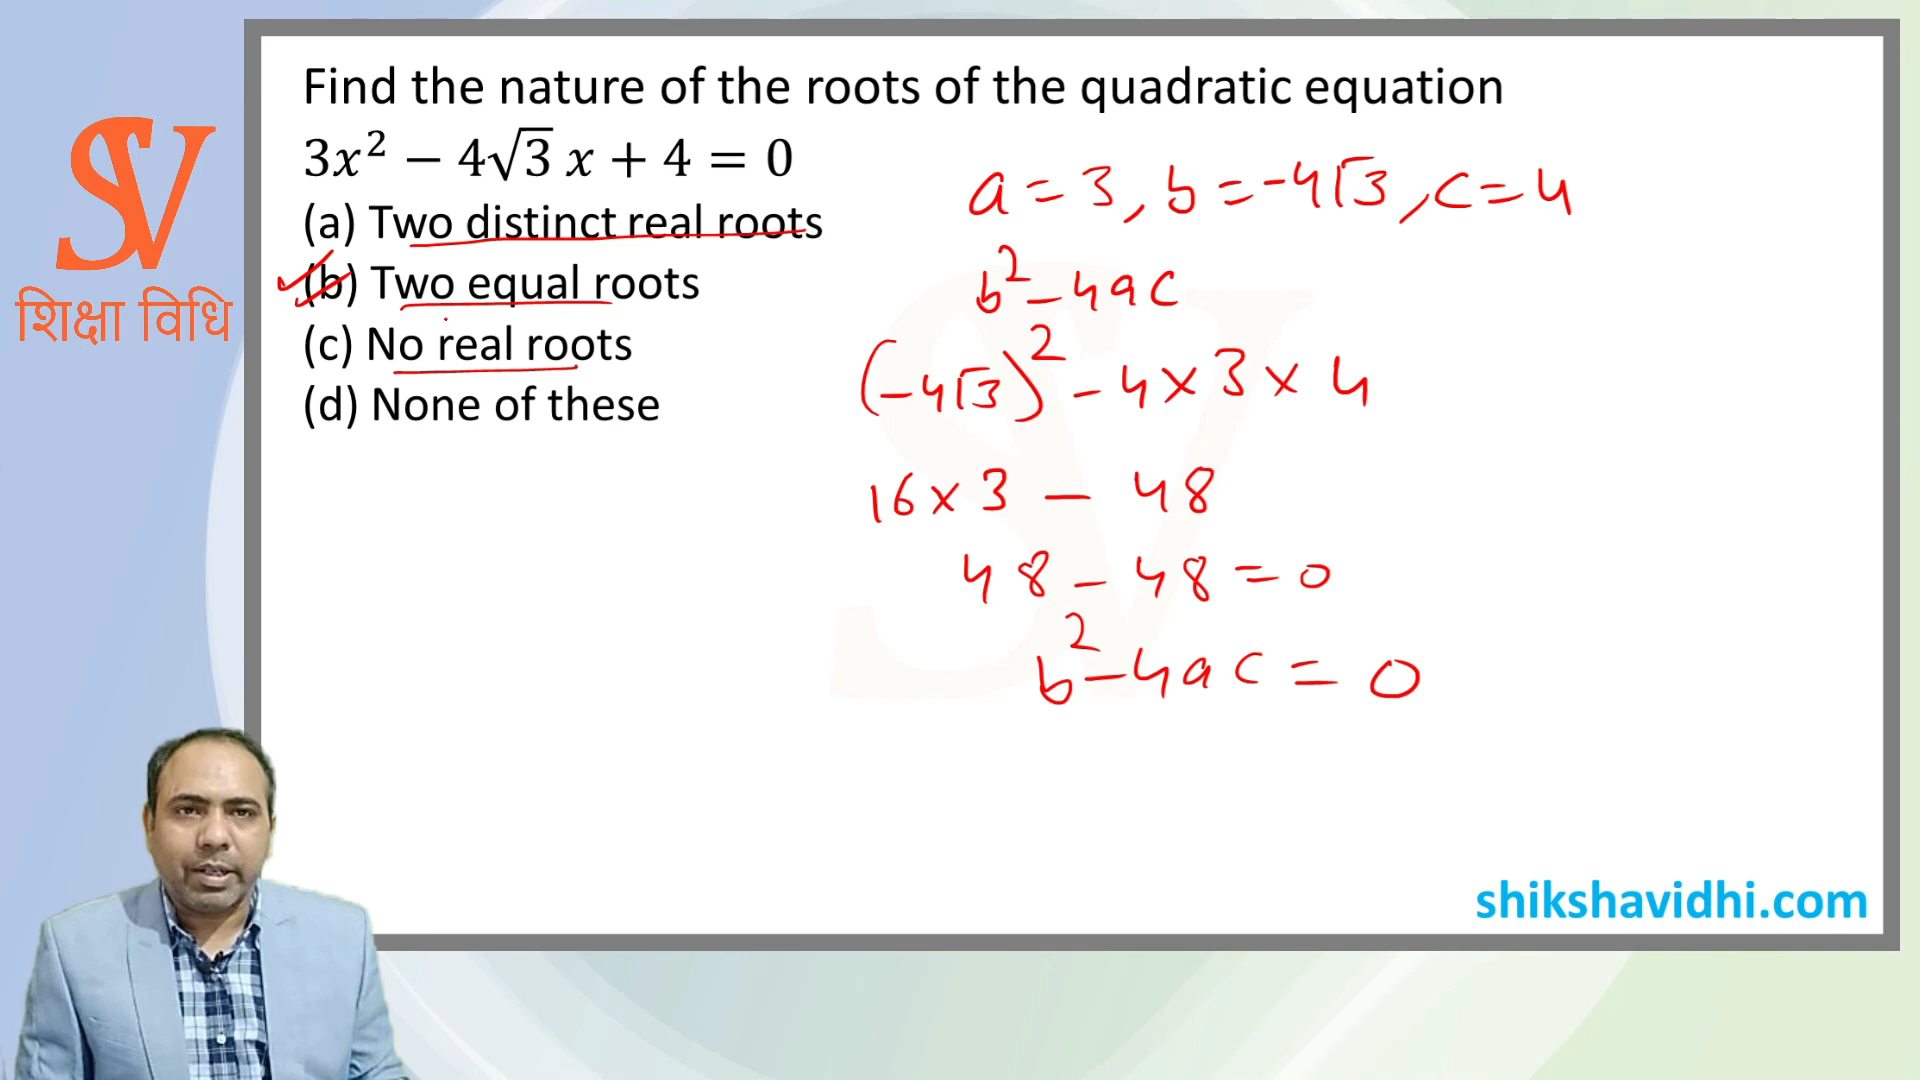 SV
शिक्षा विधि
Find the nature of the roots of the quadratic equation
3x² − 4√3 x + 4 = 0
(a) Two distinct real roots
(b) Two equal roots
(c) No real roots
(d) None of these
a = 3, b = -4√3, c = 4
b² - 4ac
(-4√3)² - 4 × 3 × 4
16 × 3 - 48
48 - 48 = 0
b² - 4ac = 0
shikshavidhi.com